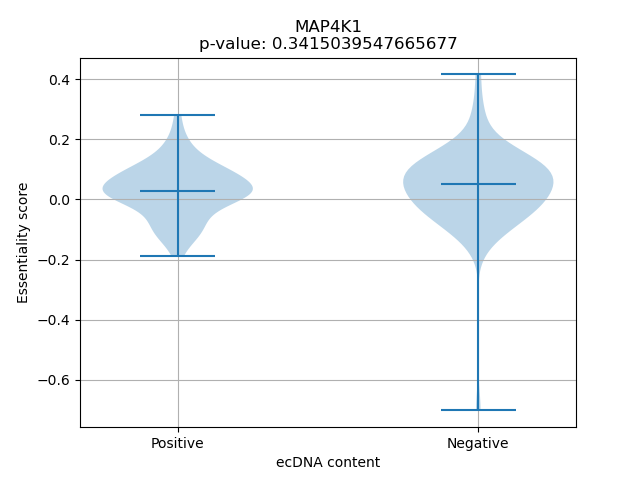 MAP4K1
p-value: 0.3415039547665677
0.4
0.2
0.0
−0.2
−0.4
−0.6
Essentiality score
Positive
Negative
ecDNA content